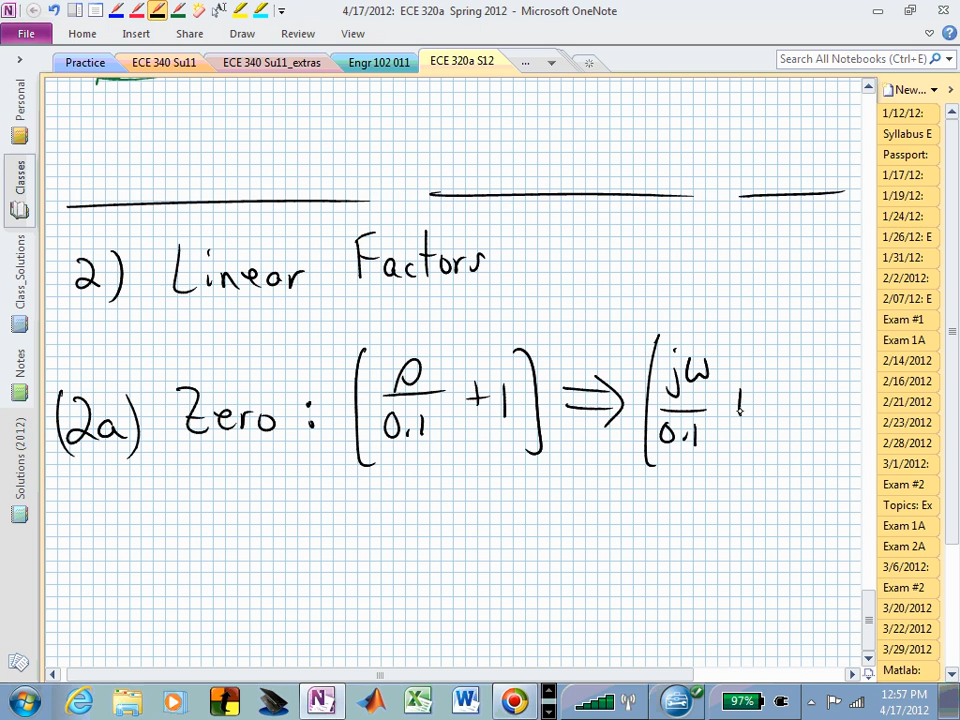 4/17/2012: ECE 320a Spring 2012 - Microsoft OneNote
File Home Insert Share Draw Review View
Practice ECE 340 Su11 ECE 340 Su11_extras Engr 102 011 ECE 320a S12 ... Search All Notebooks (Ctrl+E)
Personal
Classes
Class_Solutions
Notes
Solutions (2012)
New...
1/12/12:
Syllabus E
Passport:
1/17/12:
1/19/12:
1/24/12:
1/26/12: E
1/31/12:
2/2/2012:
2/07/12: E
Exam #1
Exam 1A
2/14/2012
2/16/2012
2/21/2012
2/23/2012
2/28/2012
3/1/2012:
Exam #2
Topics: Ex
Exam 1A
Exam 2A
3/6/2012:
Exam #2
3/20/2012
3/22/2012
3/29/2012
Matlab:
2) Linear Factors
(2a) Zero: (s/0.1 + 1) ⇒ (jω/0.1
97%
12:57 PM
4/17/2012